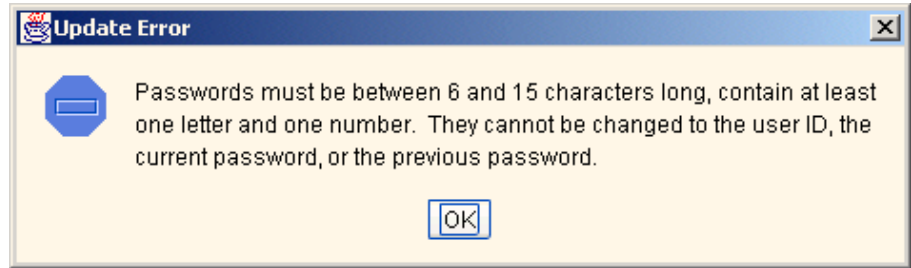 Update Error
Passwords must be between 6 and 15 characters long, contain at least
one letter and one number.  They cannot be changed to the user ID, the
current password, or the previous password.
OK